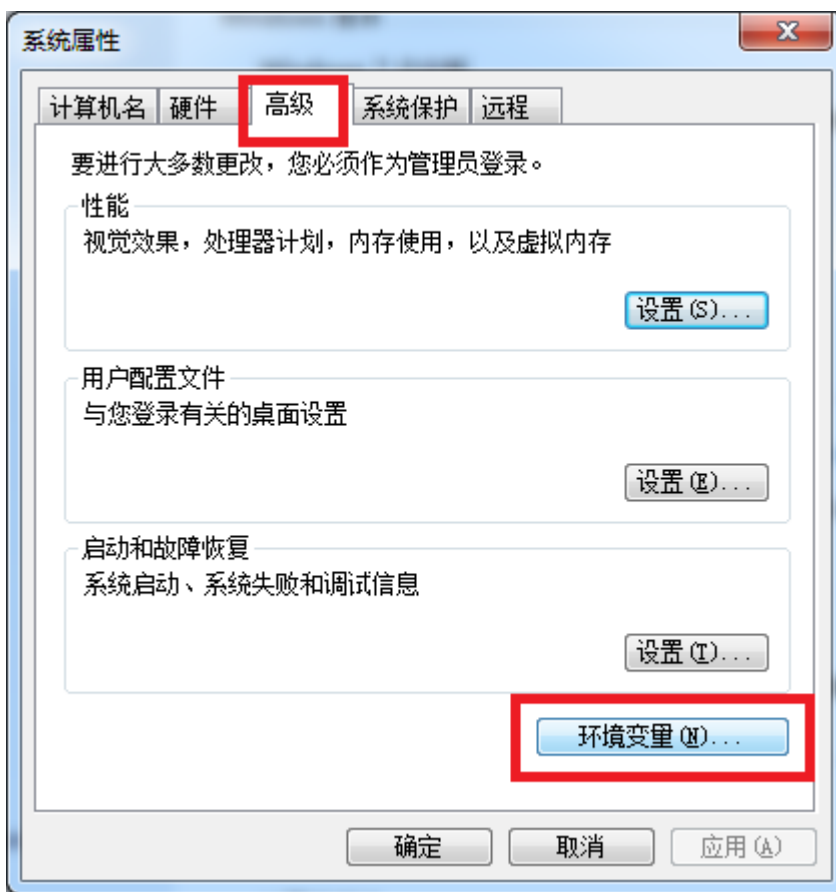 系统属性
计算机名 硬件 高级 系统保护 远程
要进行大多数更改，您必须作为管理员登录。
性能
视觉效果，处理器计划，内存使用，以及虚拟内存
设置(S)...
用户配置文件
与您登录有关的桌面设置
设置(E)...
启动和故障恢复
系统启动、系统失败和调试信息
设置(T)...
环境变量(N)...
确定 取消 应用(A)